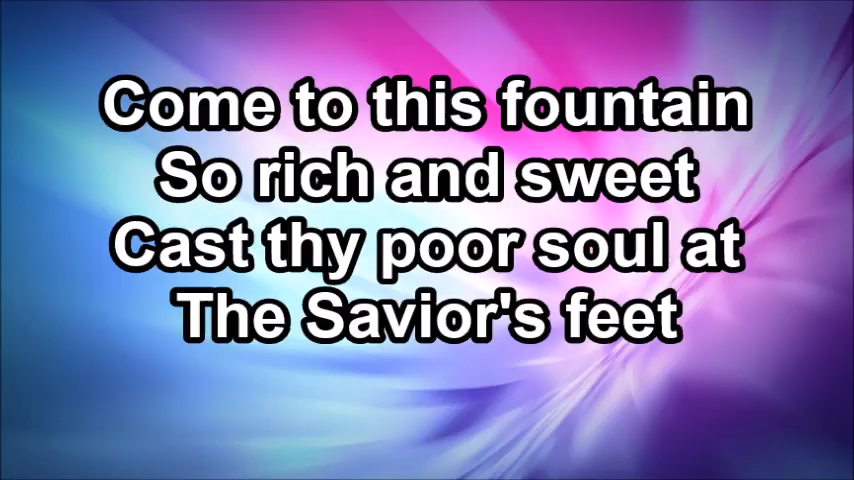 Come to this fountain
So rich and sweet
Cast thy poor soul at
The Savior's feet